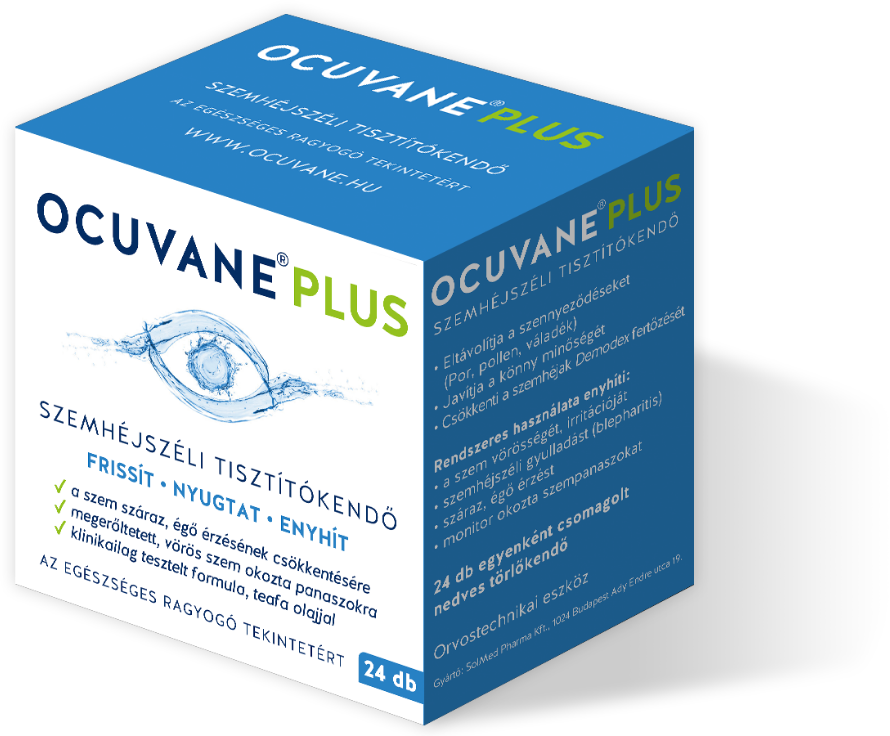 OCUVANE® PLUS
SZEMHÉJSZÉLI TISZTÍTÓKENDŐ
AZ EGÉSZSÉGES RAGYOGÓ TEKINTETÉRT
WWW.OCUVANE.HU
OCUVANE® PLUS
SZEMHÉJSZÉLI TISZTÍTÓKENDŐ
FRISSÍT • NYUGTAT • ENYHÍT
✓ a szem száraz, égő érzésének csökkentésére
✓ megerőltetett, vörös szem okozta panaszokra
✓ klinikailag tesztelt formula, teafa olajjal
AZ EGÉSZSÉGES RAGYOGÓ TEKINTETÉRT
24 db
OCUVANE® PLUS
SZEMHÉJSZÉLI TISZTÍTÓKENDŐ
• Eltávolítja a szennyeződéseket
(Por, pollen, váladék)
• Javítja a könny minőségét
• Csökkenti a szemhéjak Demodex fertőzését
Rendszeres használata enyhíti:
• a szem vörösségét, irritációját
• szemhéjszéli gyulladást (blepharitis)
• száraz, égő érzést
• monitor okozta szempanaszokat
24 db egyenként csomagolt
nedves törlőkendő
Orvostechnikai eszköz
Gyártó: SolMed Pharma Kft., 1024 Budapest Ady Endre utca 19.